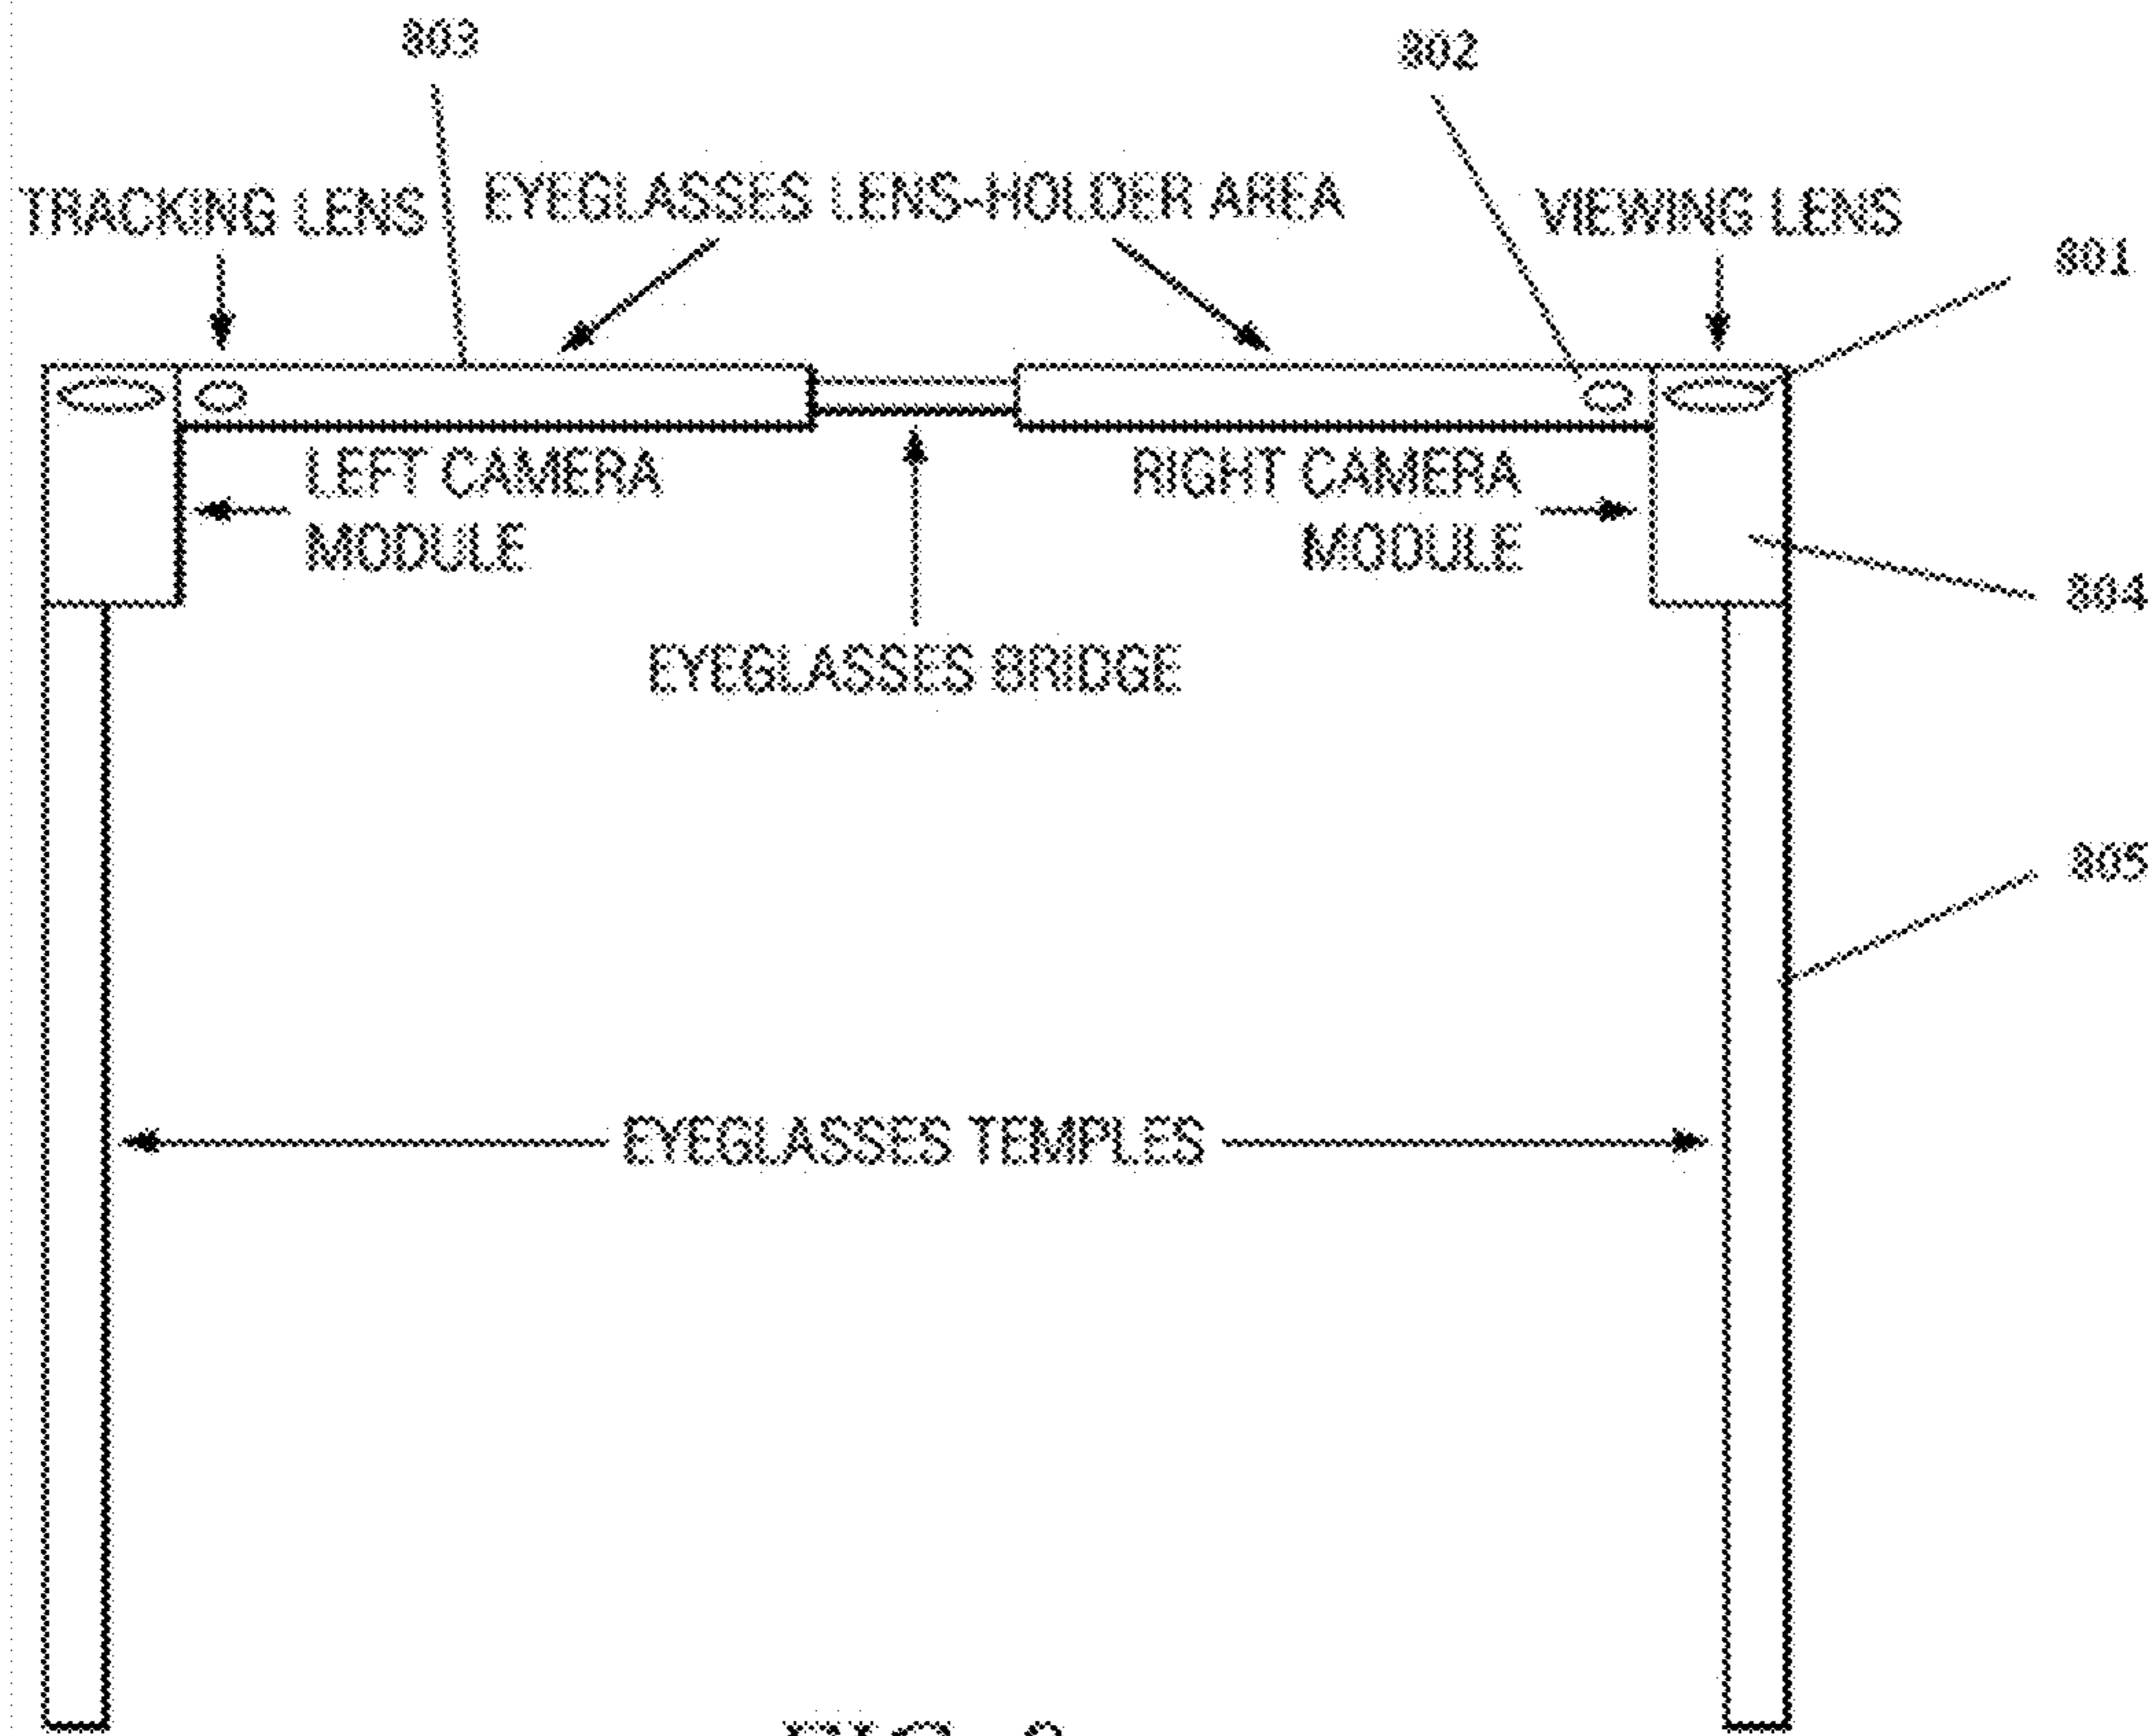 803
802
TRACKING LENS
EYEGLASSES LENS-HOLDER AREA
VIEWING LENS
801
LEFT CAMERA
MODULE
RIGHT CAMERA
MODULE
804
EYEGLASSES BRIDGE
805
EYEGLASSES TEMPLES